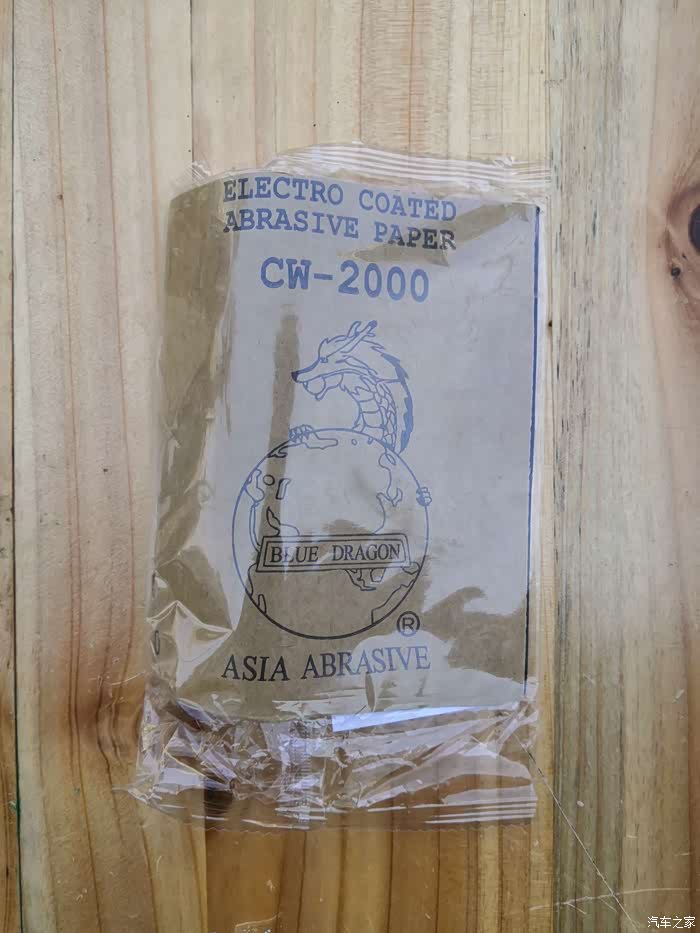 ELECTRO COATED
ABRASIVE PAPER
CW-2000
BLUE DRAGON
®
ASIA ABRASIVE
汽车之家